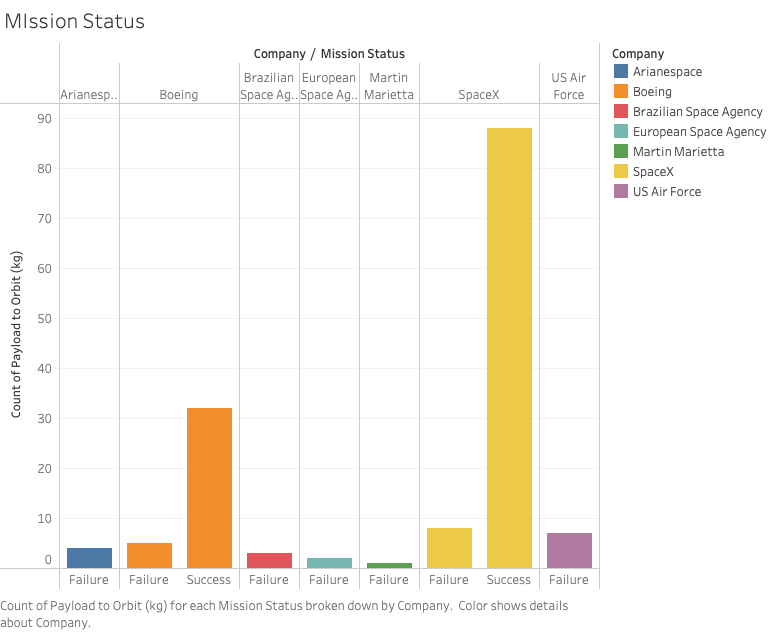 MIssion Status
Company / Mission Status
Arianesp..
Boeing
Brazilian
Space Ag..
European
Space Ag..
Martin
Marietta
SpaceX
US Air
Force
Company
Arianespace
Boeing
Brazilian Space Agency
European Space Agency
Martin Marietta
SpaceX
US Air Force
Count of Payload to Orbit (kg)
90
80
70
60
50
40
30
20
10
0
Failure
Failure
Success
Failure
Failure
Failure
Failure
Success
Failure
Count of Payload to Orbit (kg) for each Mission Status broken down by Company.  Color shows details
about Company.